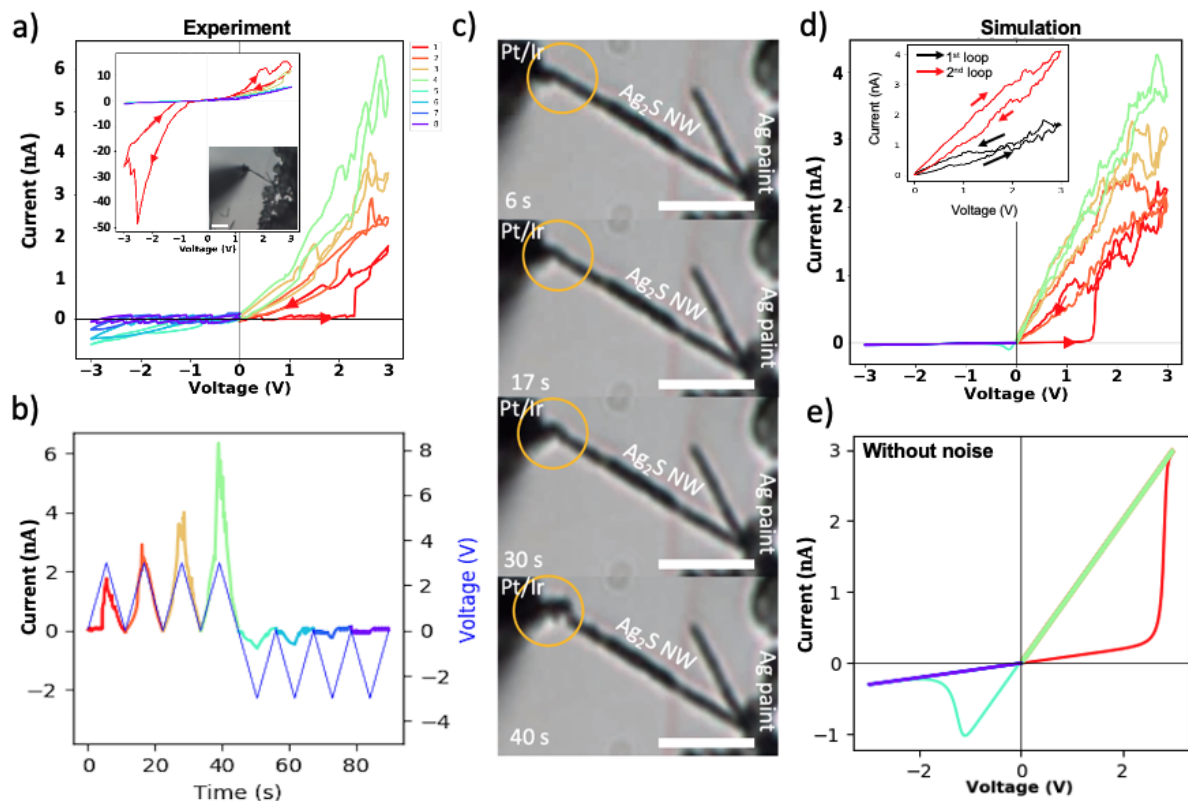 a)
Experiment
Current (nA)
6
5
4
3
2
1
0
−3 −2 −1 0 1 2 3
Voltage (V)
10
0
-10
-20
-30
-40
-50
−3 −2 −1 0 1 2 3
Voltage (V)
1
2
3
4
5
6
7
8
b)
Current (nA)
6
4
2
0
−2
8
6
4
2
0
−2
−4
Voltage (V)
0 20 40 60 80
Time (s)
c)
Pt/Ir
Ag2S NW
Ag paint
6 s
Pt/Ir
Ag2S NW
Ag paint
17 s
Pt/Ir
Ag2S NW
Ag paint
30 s
Pt/Ir
Ag2S NW
Ag paint
40 s
d)
Simulation
Current (nA)
4
3
2
1
0
−3 −2 −1 0 1 2 3
Voltage (V)
Current (nA)
4
3
2
1
0
0 1 2 3
Voltage (V)
1st loop
2nd loop
e)
Without noise
Current (nA)
3
2
1
0
−1
−2 0 2
Voltage (V)